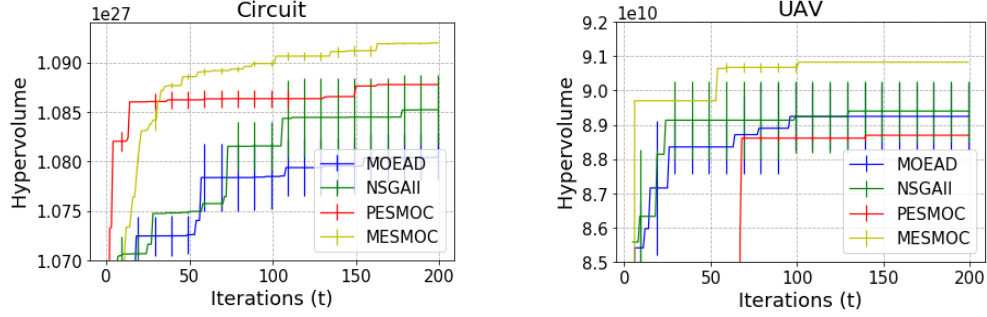 Circuit
1e27
Hypervolume
1.090
1.085
1.080
1.075
1.070
MOEAD
NSGAII
PESMOC
MESMOC
0 50 100 150 200
Iterations (t)
UAV
1e10
Hypervolume
9.2
9.1
9.0
8.9
8.8
8.7
8.6
8.5
MOEAD
NSGAII
PESMOC
MESMOC
0 50 100 150 200
Iterations (t)